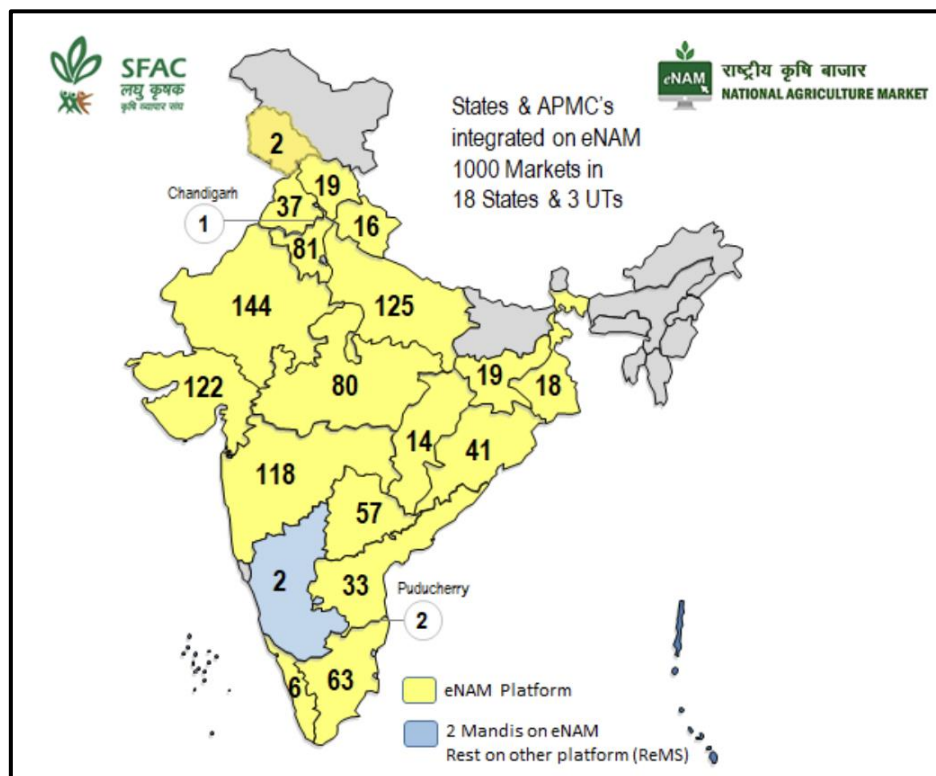 SFAC
लघु कृषक
कृषि व्यापार संघ
eNAM
राष्ट्रीय कृषि बाजार
NATIONAL AGRICULTURE MARKET
States & APMC's
integrated on eNAM
1000 Markets in
18 States & 3 UTs
2
19
Chandigarh
37
1
16
81
144
125
122
80
19
18
14
41
118
57
2
33
Puducherry
2
6
63
eNAM Platform
2 Mandis on eNAM
Rest on other platform (ReMS)